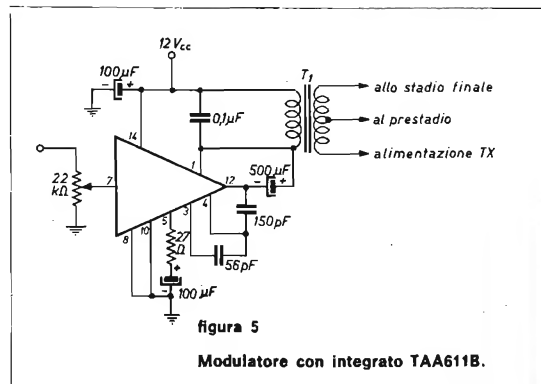 12 Vcc
100µF
-
+
T1
allo stadio finale
al prestadio
alimentazione TX
0,1µF
14
1
500µF
-
+
22
kΩ
7
12
4
3
5
10
8
27
Ω
150pF
56pF
+
-
100µF
figura 5
Modulatore con integrato TAA611B.